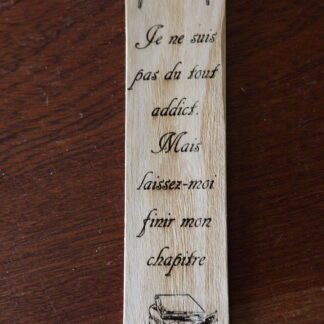 Je ne suis
pas du tout
addict.
Mais
laissez-moi
finir mon
chapitre